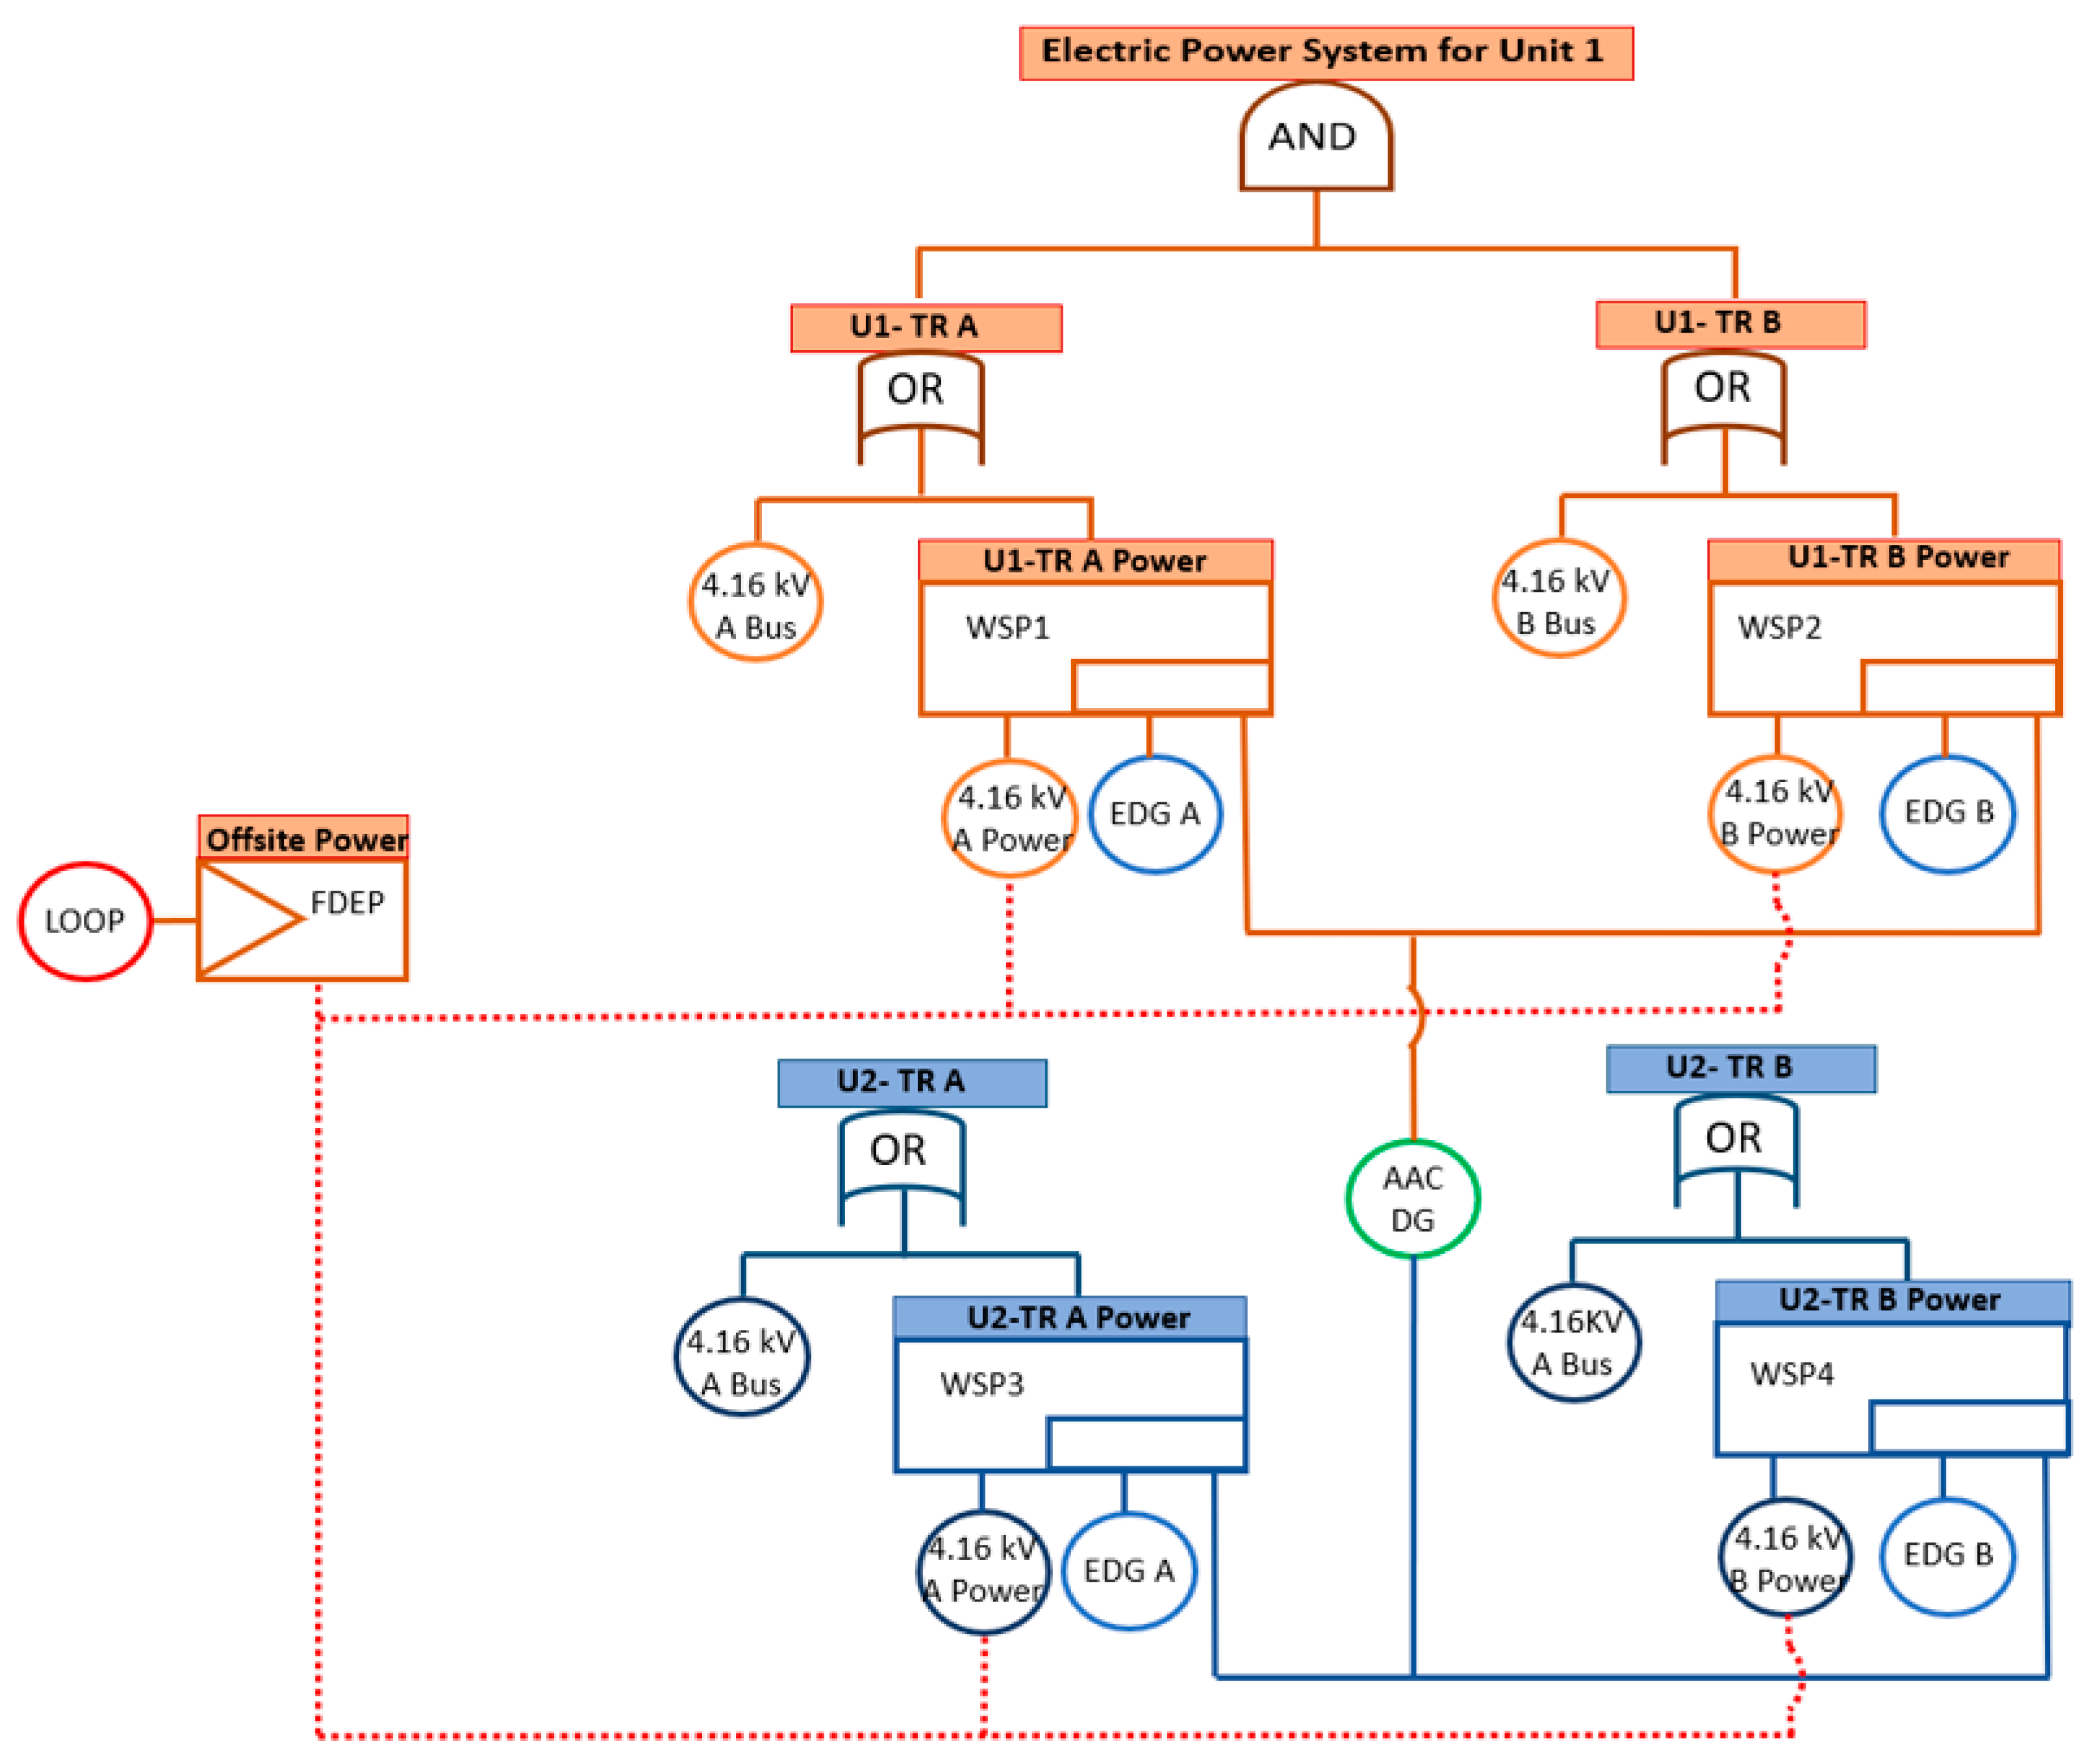 Electric Power System for Unit 1
AND
U1- TR A
U1- TR B
OR
OR
4.16 kV
A Bus
U1-TR A Power
WSP1
4.16 kV
B Bus
U1-TR B Power
WSP2
4.16 kV
A Power
EDG A
4.16 kV
B Power
EDG B
Offsite Power
LOOP
FDEP
U2- TR A
U2- TR B
OR
OR
AAC
DG
4.16 kV
A Bus
U2-TR A Power
WSP3
4.16KV
A Bus
U2-TR B Power
WSP4
4.16 kV
A Power
EDG A
4.16 kV
B Power
EDG B